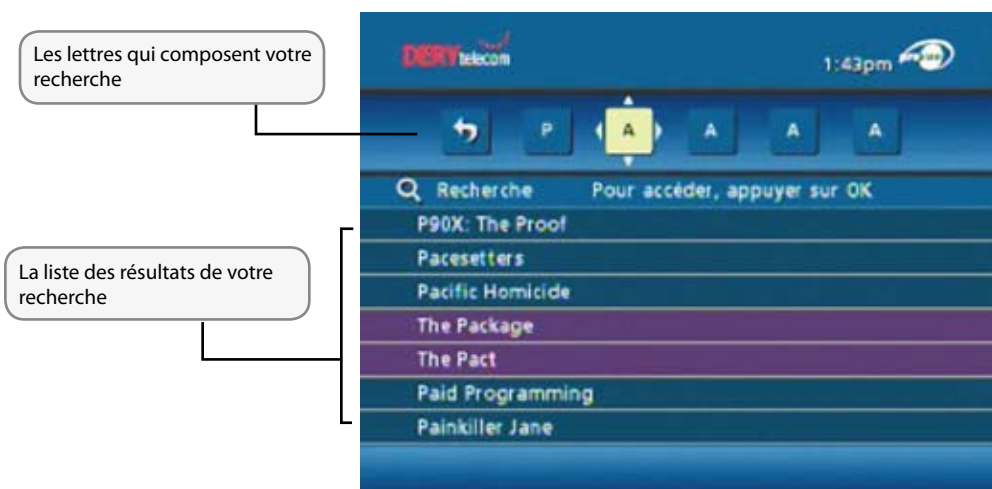 Les lettres qui composent votre
recherche
DERY telecom
1:43pm
P A A A A
Recherche Pour accéder, appuyer sur OK
P90X: The Proof
Pacesetters
Pacific Homicide
La liste des résultats de votre
recherche
The Package
The Pact
Paid Programming
Painkiller Jane